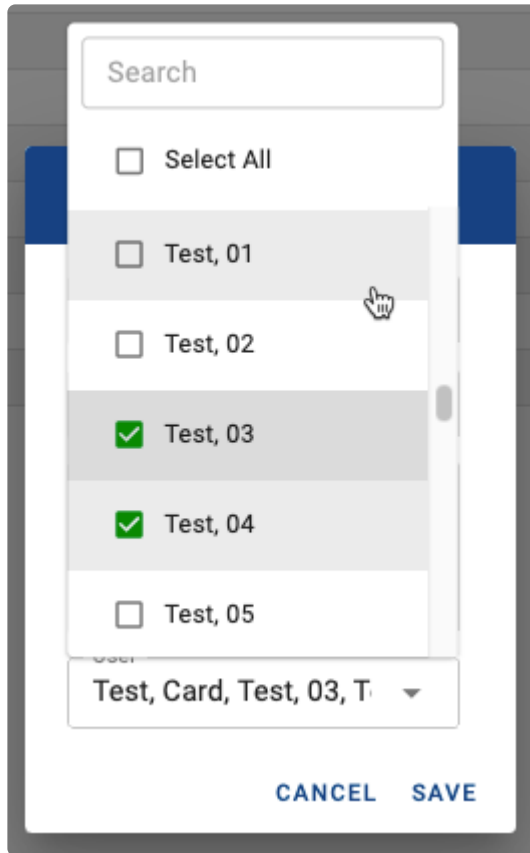 Search
Select All
Test, 01
Test, 02
Test, 03
Test, 04
Test, 05
User
Test, Card, Test, 03, T
CANCEL SAVE